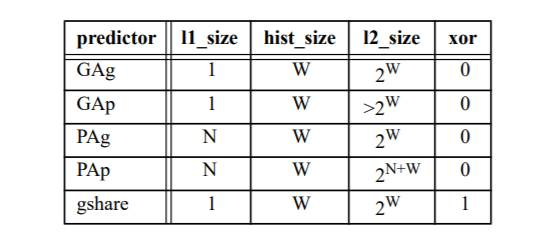 predictor l1_size hist_size l2_size xor
GAg 1 W 2^W 0
GAp 1 W >2^W 0
PAg N W 2^W 0
PAp N W 2^N+W 0
gshare 1 W 2^W 1